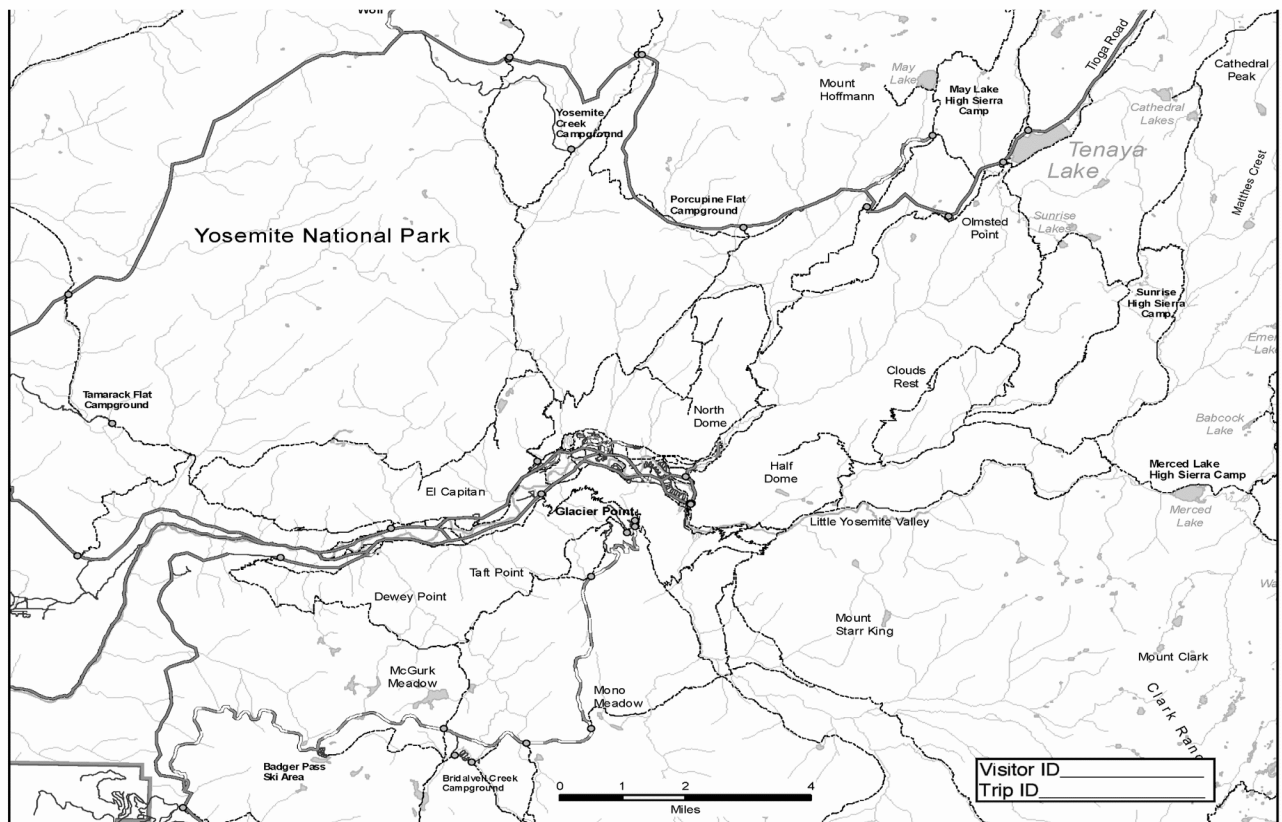 Wolf
Tioga Road
Cathedral
Peak
May
Lake
Mount
Hoffmann
May Lake
High Sierra
Camp
Cathedral
Lakes
Yosemite
Creek
Campground
Tenaya
Lake
Matthes Crest
Porcupine Flat
Campground
Olmsted
Point
Sunrise
Lakes
Yosemite National Park
Sunrise
High Sierra
Camp
Clouds
Rest
Tamarack Flat
Campground
North
Dome
Babcock
Lake
Half
Dome
Merced Lake
High Sierra Camp
El Capitan
Glacier Point
Merced
Lake
Little Yosemite Valley
Taft Point
Dewey Point
Mount
Starr King
Mount Clark
McGurk
Meadow
Mono
Meadow
Clark
Badger Pass
Ski Area
Bridalveil Creek
Campground
0 1 2 4
Miles
Visitor ID
Trip ID